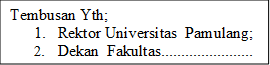 Tembusan Yth;
1. Rektor Universitas Pamulang;
2. Dekan Fakultas.......................